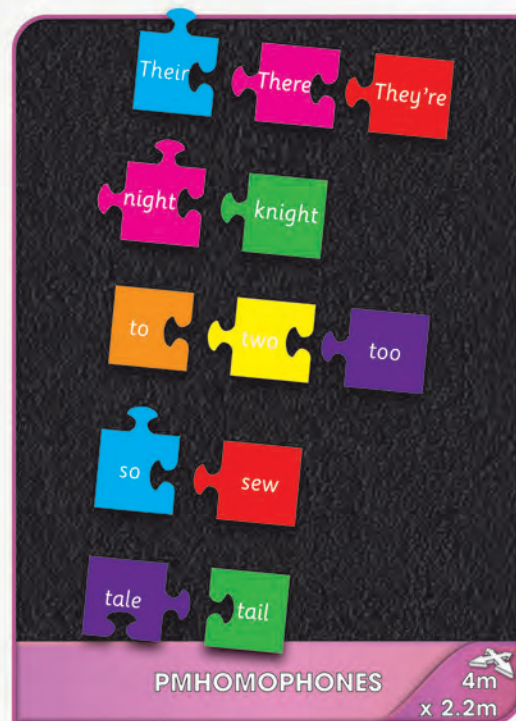 Their There They're
night knight
to two too
so sew
tale tail
PMHOMOPHONES
4m
x 2.2m